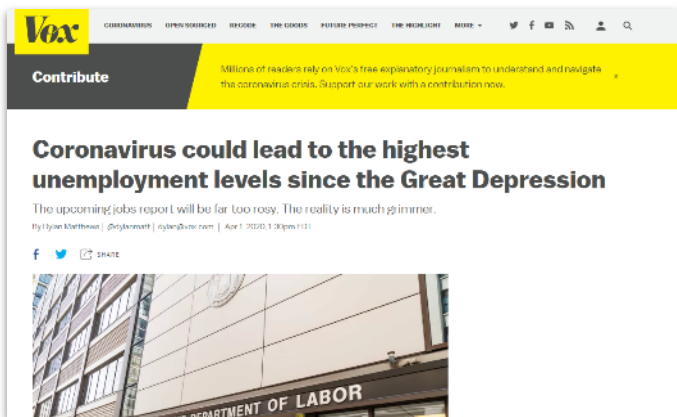 Vox
CORONAVIRUS OPEN SOURCED RECODE THE GOODS FUTURE PERFECT THE HIGHLIGHT MORE
Contribute
Millions of readers rely on Vox's free explanatory journalism to understand and navigate
the coronavirus crisis. Support our work with a contribution now.
×
Coronavirus could lead to the highest
unemployment levels since the Great Depression
The upcoming jobs report will be far too rosy. The reality is much grimmer.
By Dylan Matthews | @dylanmatt | dylan@vox.com | Apr 1, 2020, 1:30pm EDT
SHARE
DEPARTMENT OF LABOR